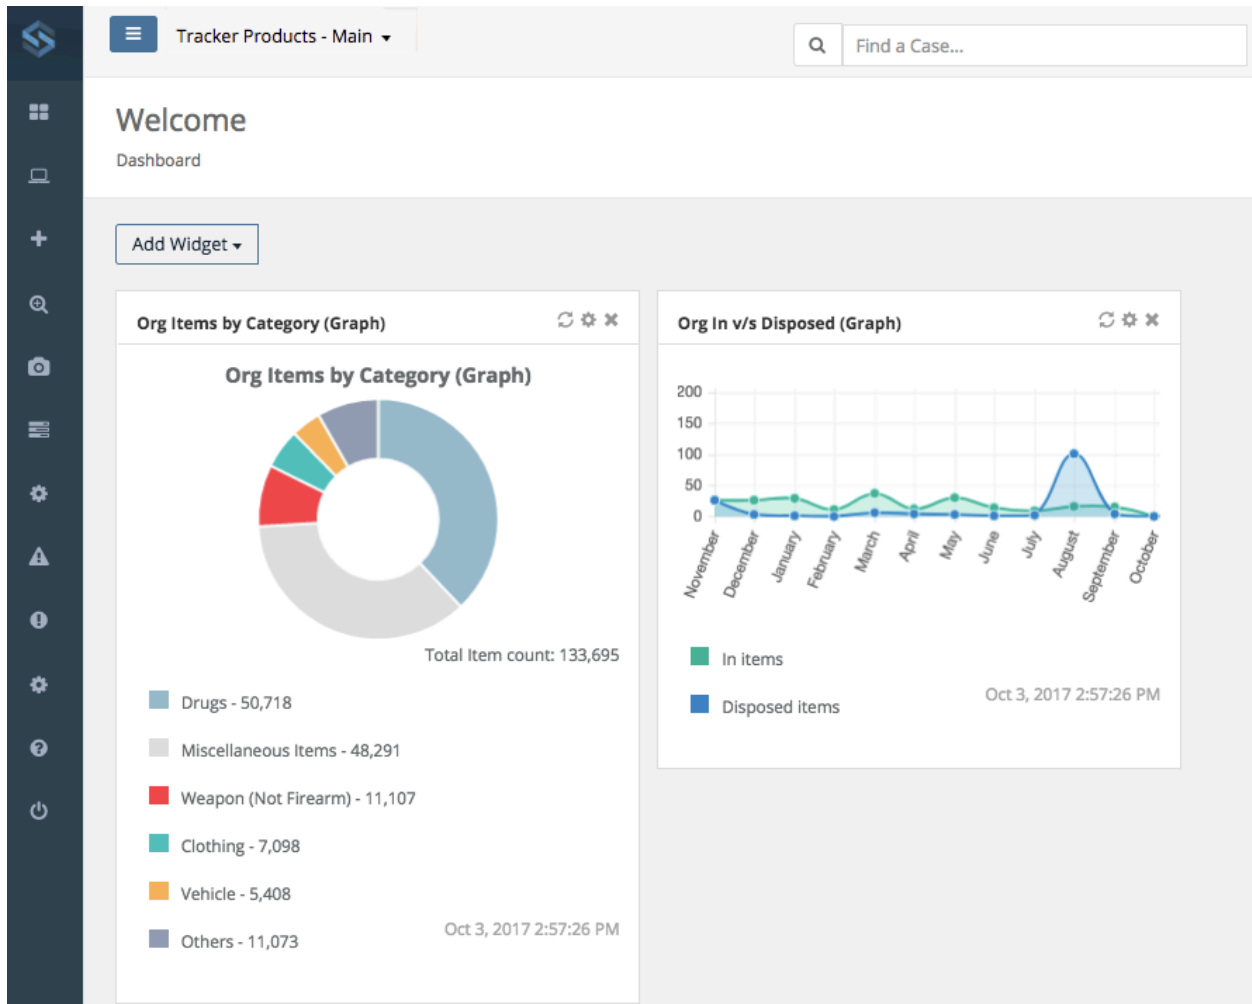 Tracker Products - Main
Find a Case...
Welcome
Dashboard
Add Widget
Org Items by Category (Graph)
Org Items by Category (Graph)
Total Item count: 133,695
Drugs - 50,718
Miscellaneous Items - 48,291
Weapon (Not Firearm) - 11,107
Clothing - 7,098
Vehicle - 5,408
Others - 11,073
Oct 3, 2017 2:57:26 PM
Org In v/s Disposed (Graph)
200
150
100
50
0
November
December
January
February
March
April
May
June
July
August
September
October
In items
Disposed items
Oct 3, 2017 2:57:26 PM